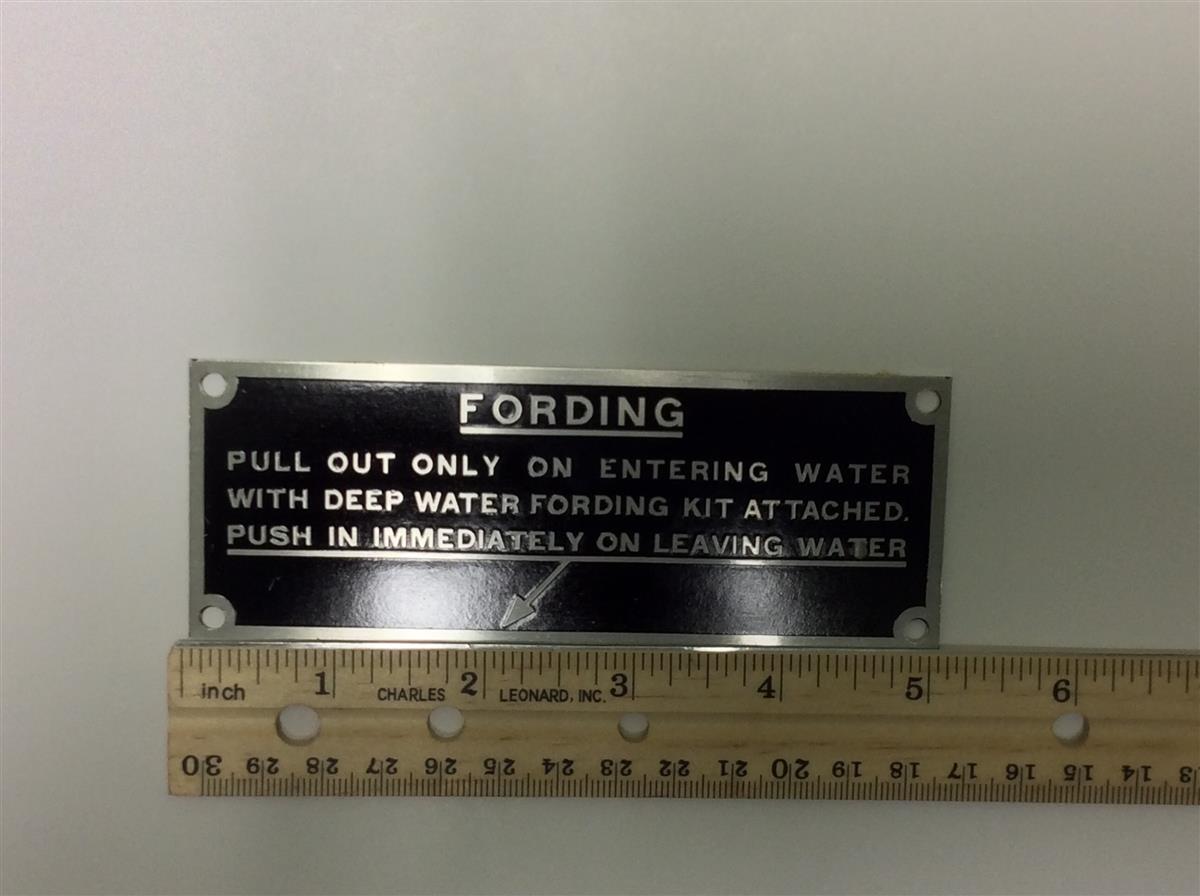 FORDING
PULL OUT ONLY ON ENTERING WATER
WITH DEEP WATER FORDING KIT ATTACHED.
PUSH IN IMMEDIATELY ON LEAVING WATER
inch 1 CHARLES 2 LEONARD, INC. 3 4 5 6
30 29 28 27 26 25 24 23 22 21 20 19 18 17 16 15 14 13